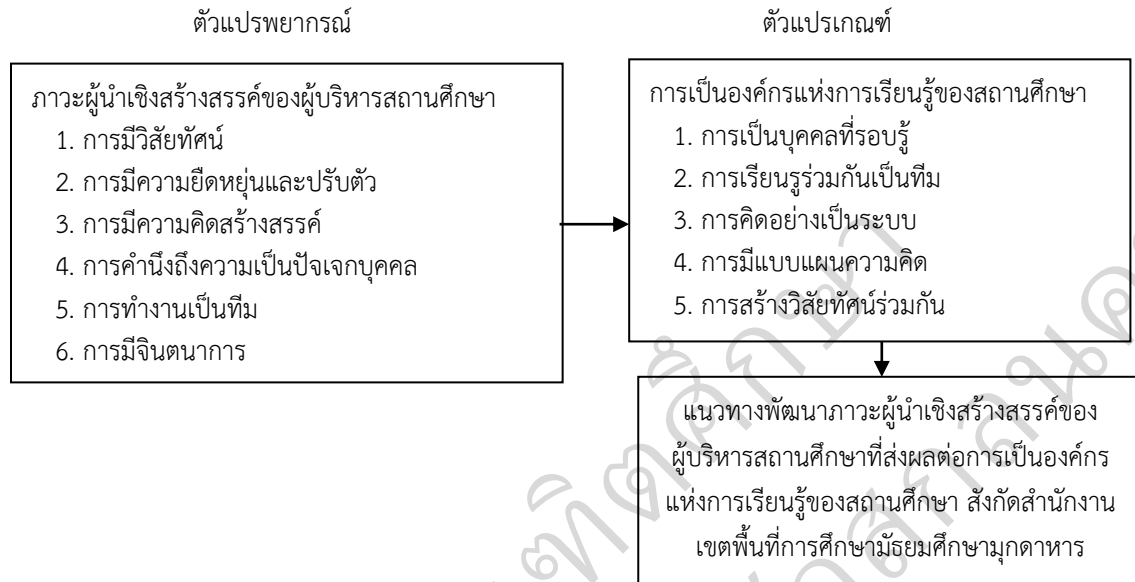 ตัวแปรพยากรณ์
ตัวแปรเกณฑ์
ภาวะผู้นำเชิงสร้างสรรค์ของผู้บริหารสถานศึกษา
1. การมีวิสัยทัศน์
2. การมีความยืดหยุ่นและปรับตัว
3. การมีความคิดสร้างสรรค์
4. การคำนึงถึงความเป็นปัจเจกบุคคล
5. การทำงานเป็นทีม
6. การมีจินตนาการ
การเป็นองค์กรแห่งการเรียนรู้ของสถานศึกษา
1. การเป็นบุคคลที่รอบรู้
2. การเรียนรูร่วมกันเป็นทีม
3. การคิดอย่างเป็นระบบ
4. การมีแบบแผนความคิด
5. การสร้างวิสัยทัศน์ร่วมกัน
แนวทางพัฒนาภาวะผู้นำเชิงสร้างสรรค์ของ
ผู้บริหารสถานศึกษาที่ส่งผลต่อการเป็นองค์กร
แห่งการเรียนรู้ของสถานศึกษา สังกัดสำนักงาน
เขตพื้นที่การศึกษามัธยมศึกษามุกดาหาร